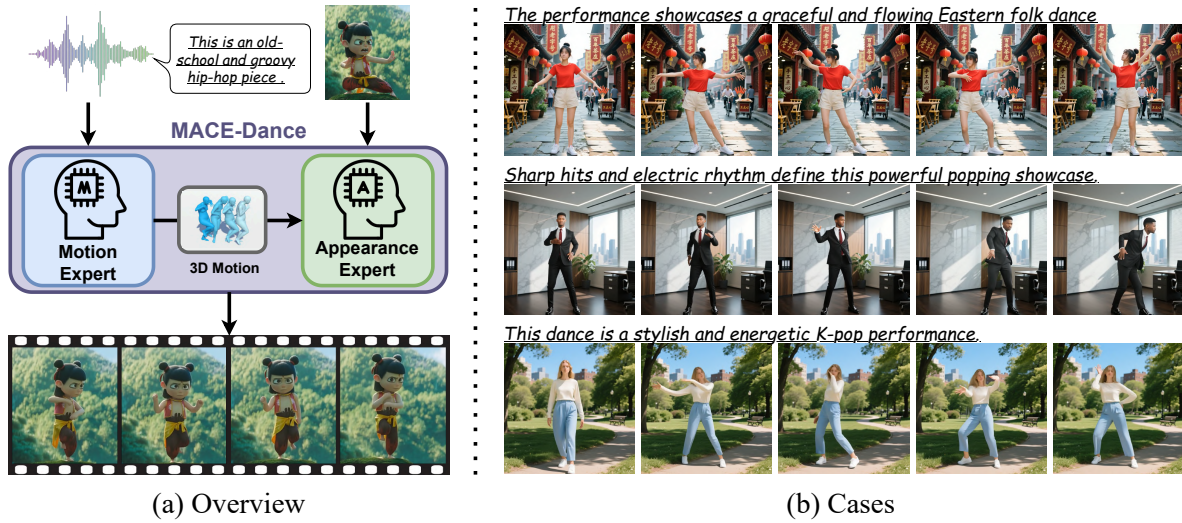 This is an old-
school and groovy
hip-hop piece .
MACE-Dance
M
Motion
Expert
3D Motion
A
Appearance
Expert
(a) Overview
The performance showcases a graceful and flowing Eastern folk dance
Sharp hits and electric rhythm define this powerful popping showcase.
This dance is a stylish and energetic K-pop performance.
(b) Cases